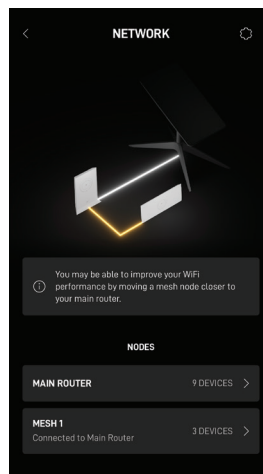 NETWORK
You may be able to improve your WiFi
performance by moving a mesh node closer to
your main router.
NODES
MAIN ROUTER 9 DEVICES
MESH 1
Connected to Main Router 3 DEVICES